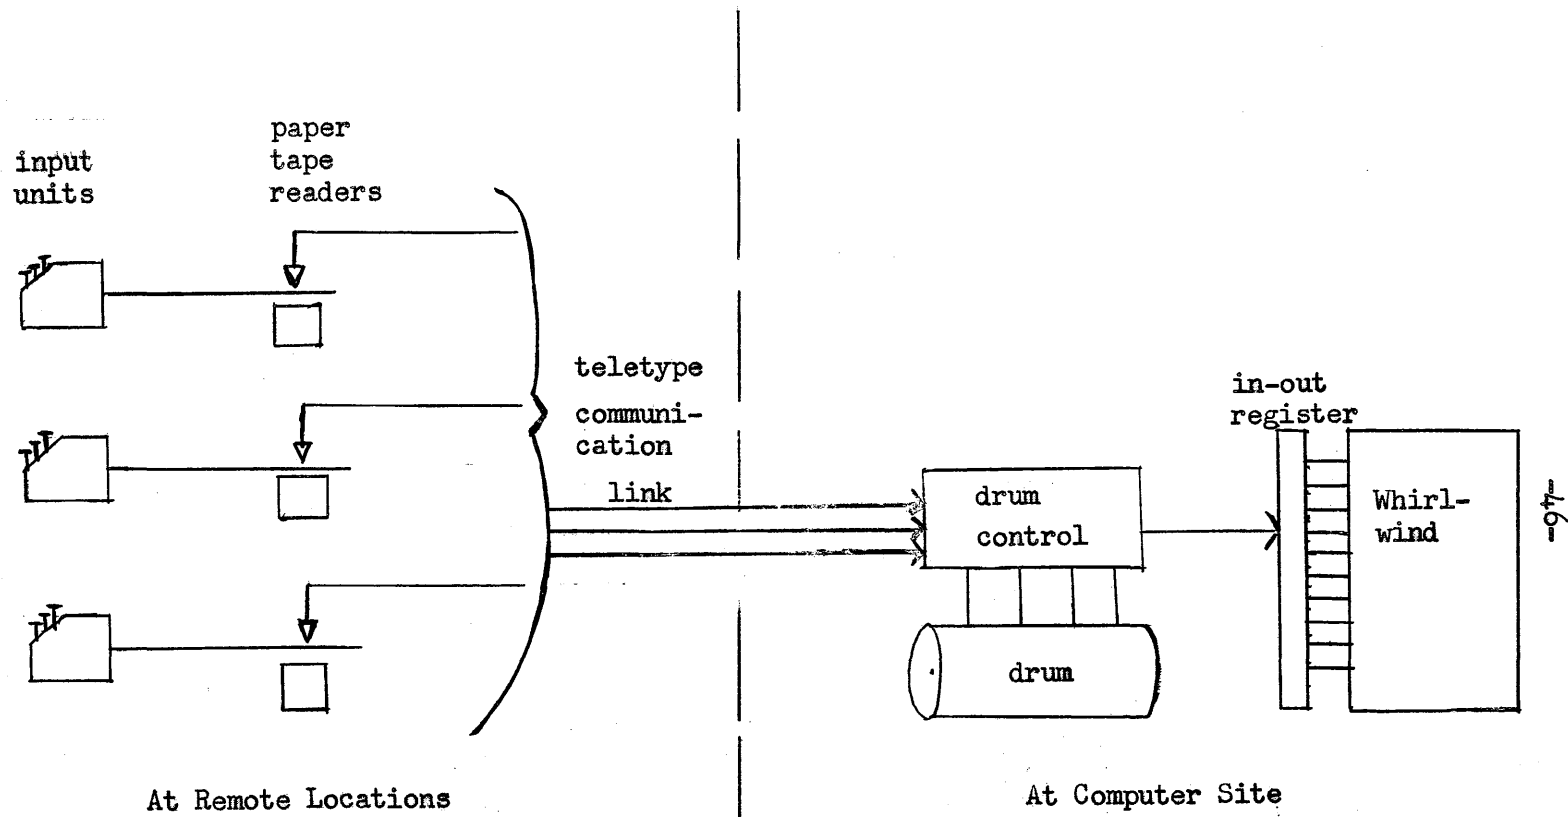 input
units
paper
tape
readers
teletype
communi-
cation
link
At Remote Locations
drum
control
drum
in-out
register
Whirl-
wind
At Computer Site
-46-